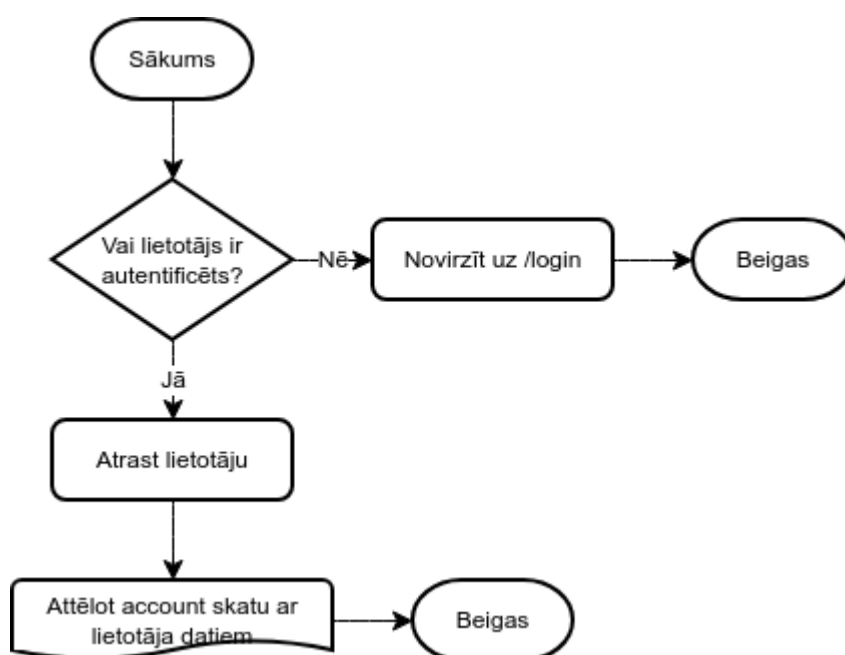 Sākums
Vai lietotājs ir
autentificēts?
Nē
Novirzīt uz /login
Beigas
Jā
Atrast lietotāju
Attēlot account skatu ar
lietotāja datiem
Beigas